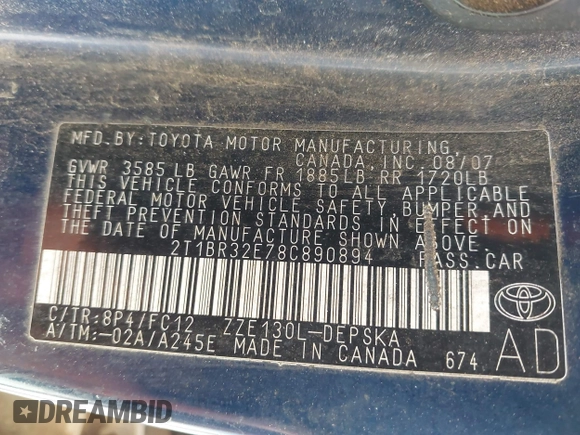 MFD. BY: TOYOTA MOTOR MANUFACTURING,
CANADA, INC. 08/07
GVWR 3585 LB GAWR FR 1885LB RR 1720LB
THIS VEHICLE CONFORMS TO ALL APPLICABLE
FEDERAL MOTOR VEHICLE SAFETY, BUMPER, AND
THEFT PREVENTION STANDARDS IN EFFECT ON
THE DATE OF MANUFACTURE SHOWN ABOVE.
2T1BR32E78C890894 PASS. CAR
C/TR: 8P4/FC12 ZZE130L-DEPSKA
A/TM: -02A/A245E MADE IN CANADA 674
AD
DREAMBID